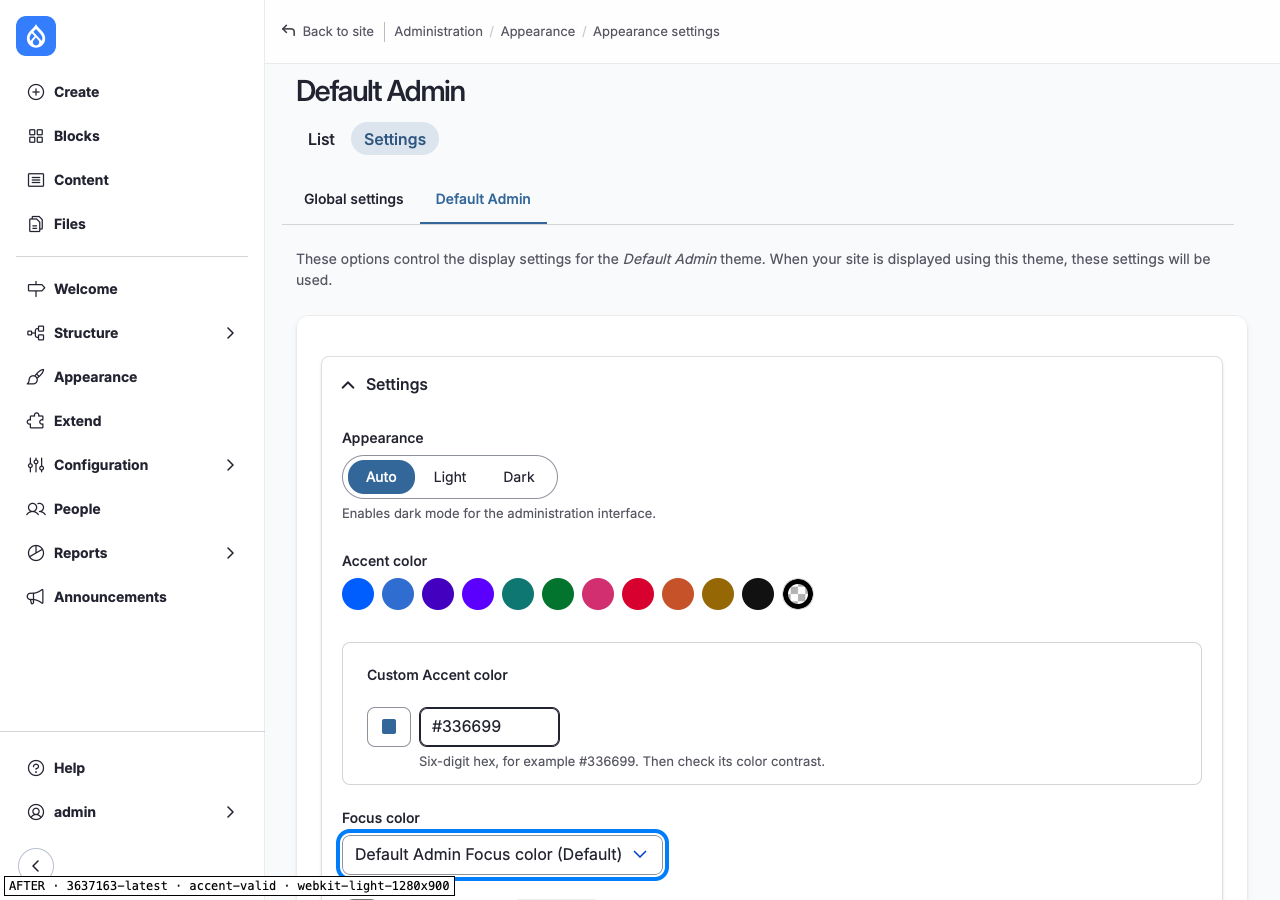 Back to site
Administration / Appearance / Appearance settings
Create
Blocks
Content
Files
Welcome
Structure
Appearance
Extend
Configuration
People
Reports
Announcements
Help
admin
Default Admin
List
Settings
Global settings
Default Admin
These options control the display settings for the Default Admin theme. When your site is displayed using this theme, these settings will be
used.
Settings
Appearance
Auto
Light
Dark
Enables dark mode for the administration interface.
Accent color
Custom Accent color
#336699
Six-digit hex, for example #336699. Then check its color contrast.
Focus color
Default Admin Focus color (Default)
AFTER · 3637163-latest · accent-valid · webkit-light-1280x900